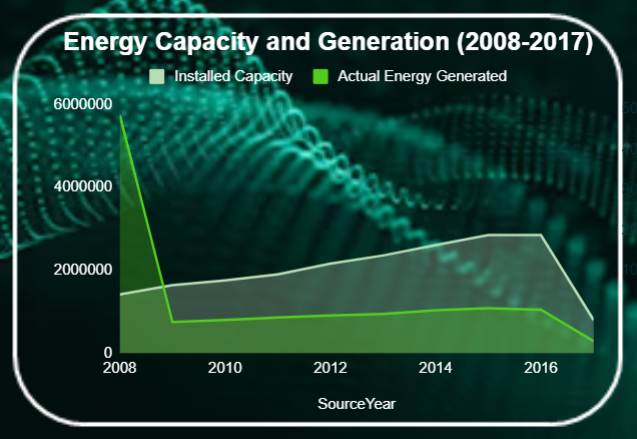 Energy Capacity and Generation (2008-2017)
Installed Capacity Actual Energy Generated
6000000
4000000
2000000
0
2008 2010 2012 2014 2016
SourceYear